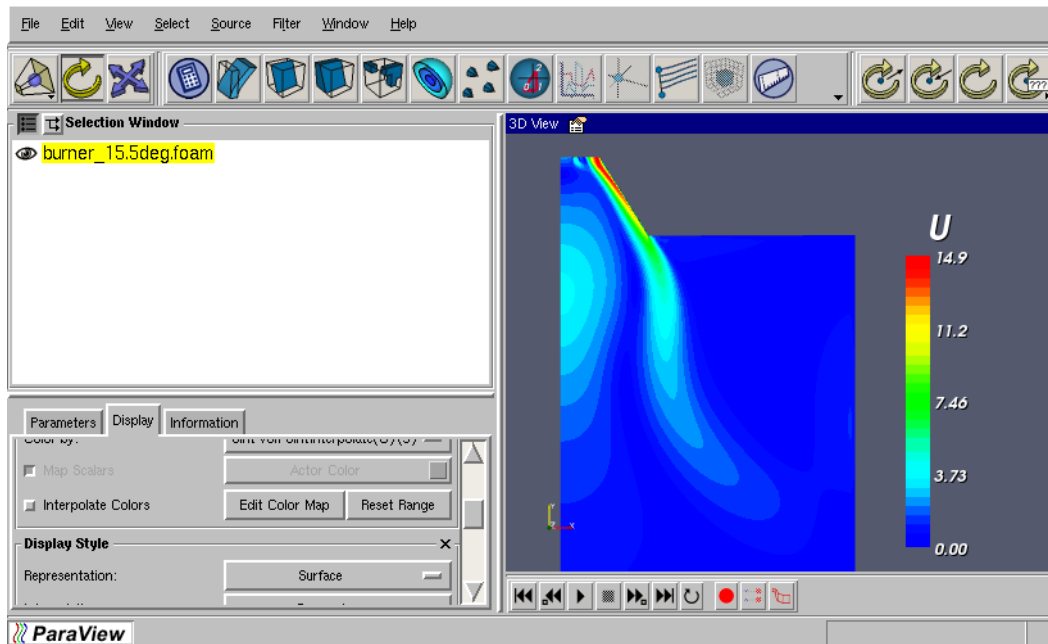 File Edit View Select Source Filter Window Help
Selection Window
burner_15.5deg.foam
3D View
U
14.9
11.2
7.46
3.73
0.00
Y
X
Z
Parameters Display Information
Color by:
Map Scalars Actor Color
Interpolate Colors Edit Color Map Reset Range
Display Style
Representation: Surface
ParaView
???